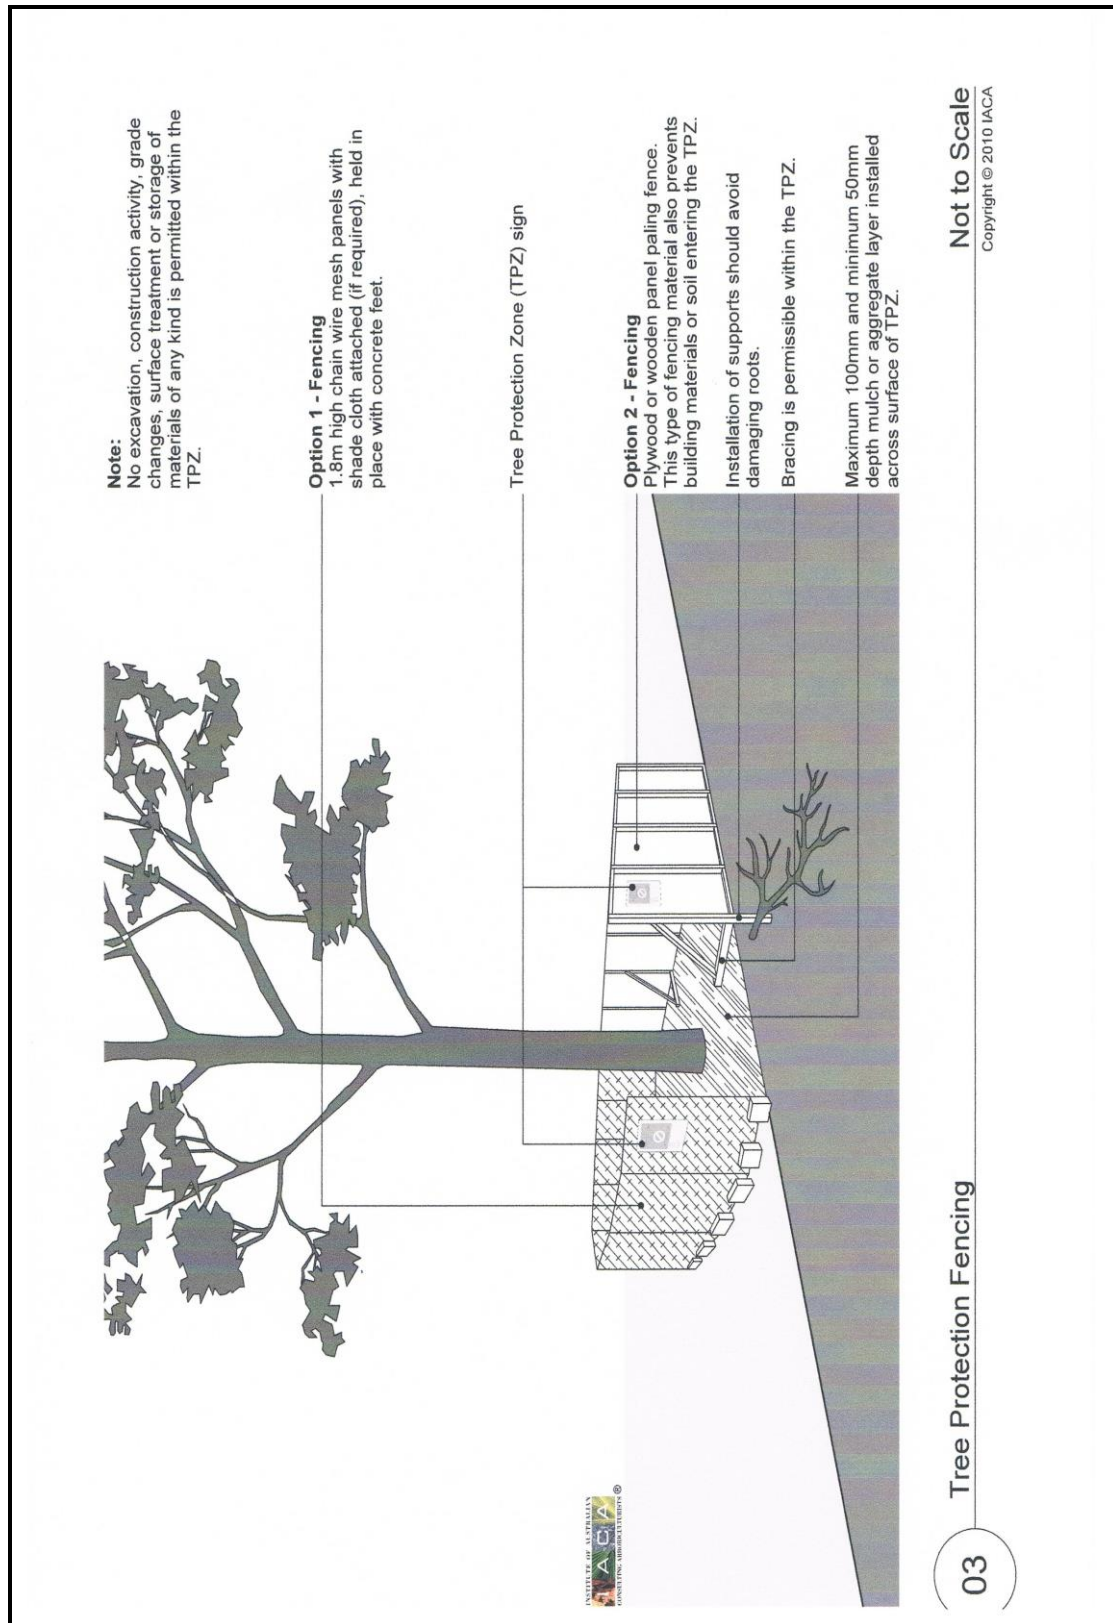 Note:
No excavation, construction activity, grade
changes, surface treatment or storage of
materials of any kind is permitted within the
TPZ.
Option 1 - Fencing
1.8m high chain wire mesh panels with
shade cloth attached (if required), held in
place with concrete feet.
Tree Protection Zone (TPZ) sign
Option 2 - Fencing
Plywood or wooden panel paling fence.
This type of fencing material also prevents
building materials or soil entering the TPZ.
Installation of supports should avoid
damaging roots.
Bracing is permissible within the TPZ.
Maximum 100mm and minimum 50mm
depth mulch or aggregate layer installed
across surface of TPZ.
INSTITUTE OF AUSTRALIAN
IACA
CONSULTING ARBORICULTURISTS ®
03
Tree Protection Fencing
Not to Scale
Copyright © 2010 IACA